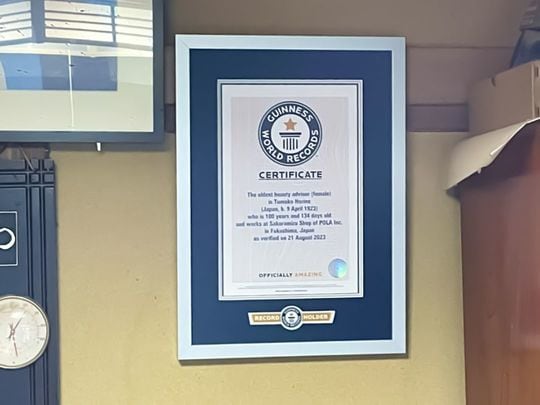 GUINNESS
WORLD RECORDS
CERTIFICATE
The oldest beauty advisor (female)
is Tomoko Horino
(Japan, b. 9 April 1923)
who is 100 years and 134 days old
and works at Sakuramizu Shop of POLA Inc.
in Fukushima, Japan
as verified on 21 August 2023
OFFICIALLY AMAZING
RECORD HOLDER